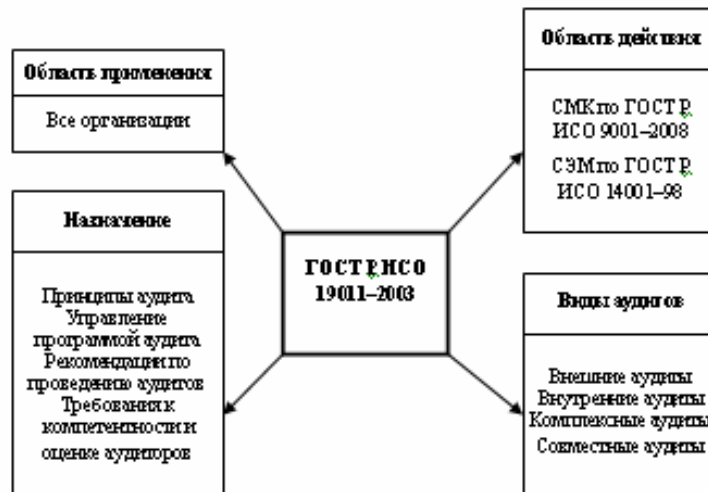 Область применения
Все организации
Назначение
Принципы аудита
Управление
программой аудита
Рекомендации по
проведению аудитов
Требования к
компетентности и
оценке аудиторов
ГОСТ Р ИСО
19011–2003
Область действия
СМК по ГОСТ Р
ИСО 9001–2008
СЭМ по ГОСТ Р
ИСО 14001–98
Виды аудитов
Внешние аудиты
Внутренние аудиты
Комплексные аудиты
Совместные аудиты